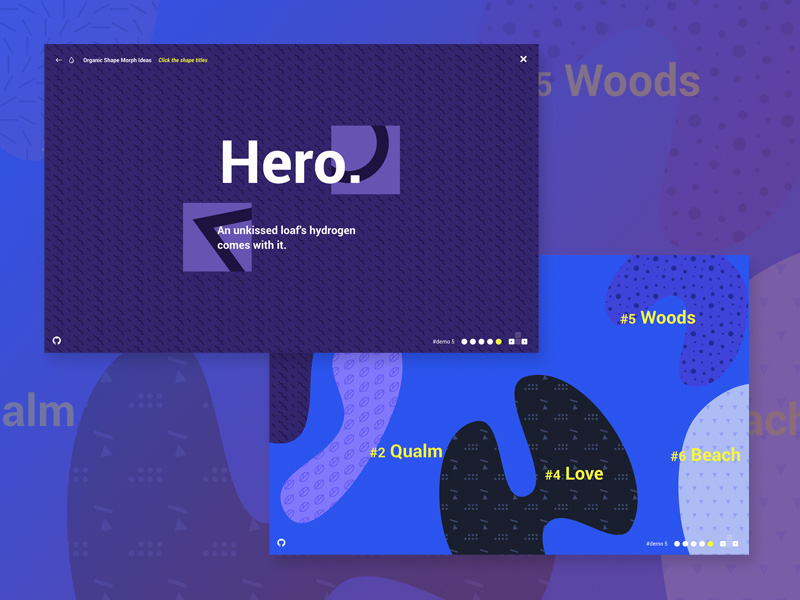 Organic Shape Morph Ideas Click the shape titles
5 Woods
Hero.
An unkissed loaf's hydrogen
comes with it.
#demo 5
#5 Woods
alm
ach
#2 Qualm
#4 Love
#6 Beach
#demo 5